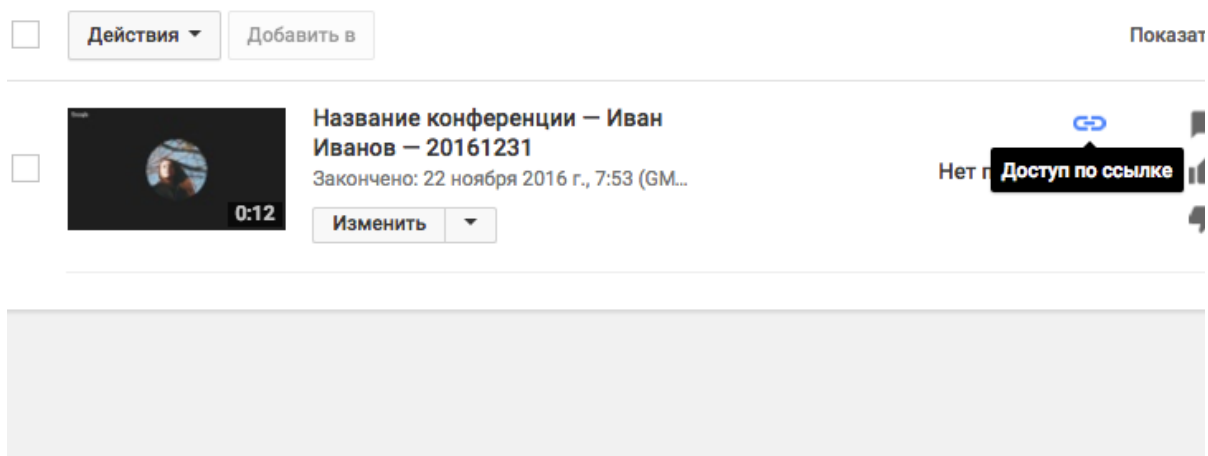 Действия
Добавить в
Показат
Название конференции — Иван
Иванов — 20161231
Закончено: 22 ноября 2016 г., 7:53 (GM...
0:12
Изменить
Нет п
Доступ по ссылке